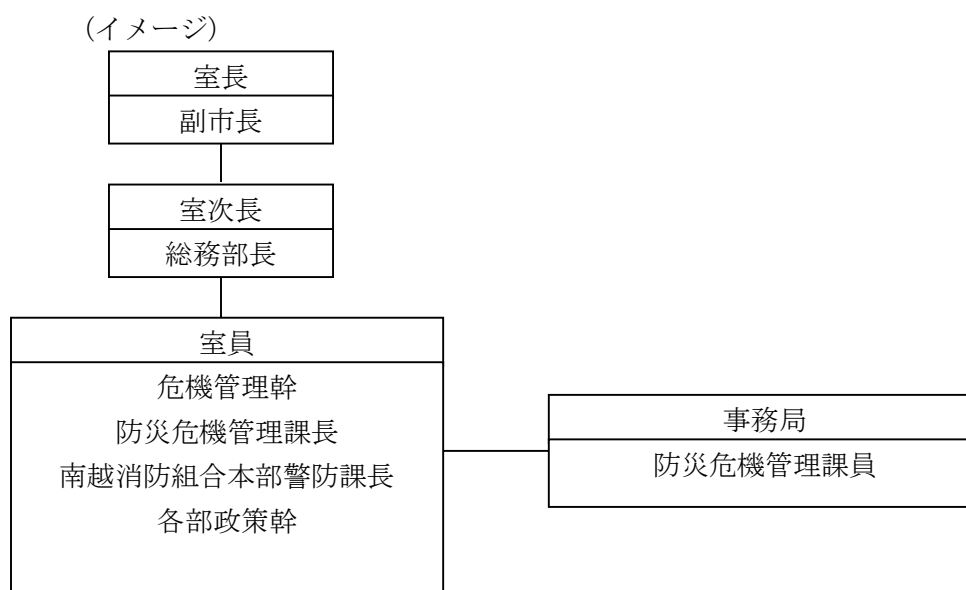 (イメージ)
室長
副市長
室次長
総務部長
室員
危機管理幹
防災危機管理課長
南越消防組合本部警防課長
各部政策幹
事務局
防災危機管理課員